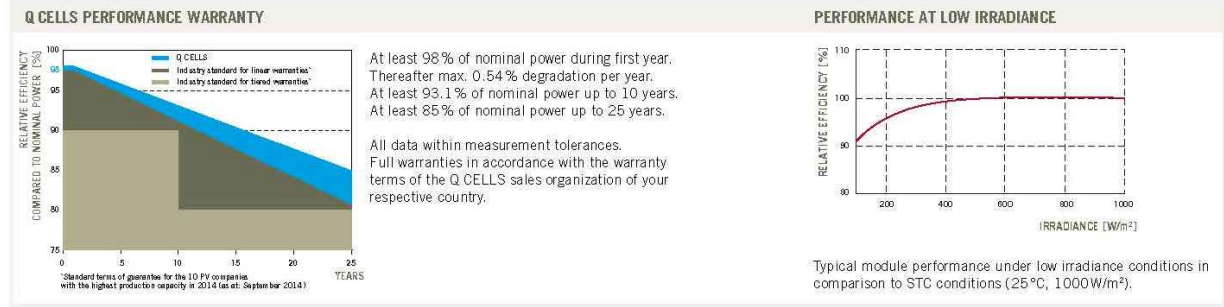 Q CELLS PERFORMANCE WARRANTY
RELATIVE EFFICIENCY
COMPARED TO NOMINAL POWER [%]
100
98
95
90
85
80
75
0
5
10
15
20
25
YEARS
Q CELLS
Industry standard for linear warranties*
Industry standard for tiered warranties*
*Standard terms of guarantee for the 10 PV companies
with the highest production capacity in 2014 (as at: September 2014)
At least 98% of nominal power during first year.
Thereafter max. 0.54% degradation per year.
At least 93.1% of nominal power up to 10 years.
At least 85% of nominal power up to 25 years.
All data within measurement tolerances.
Full warranties in accordance with the warranty
terms of the Q CELLS sales organization of your
respective country.
PERFORMANCE AT LOW IRRADIANCE
RELATIVE EFFICIENCY [%]
110
100
90
80
200
400
600
800
1000
IRRADIANCE [W/m²]
Typical module performance under low irradiance conditions in
comparison to STC conditions (25°C, 1000W/m²).